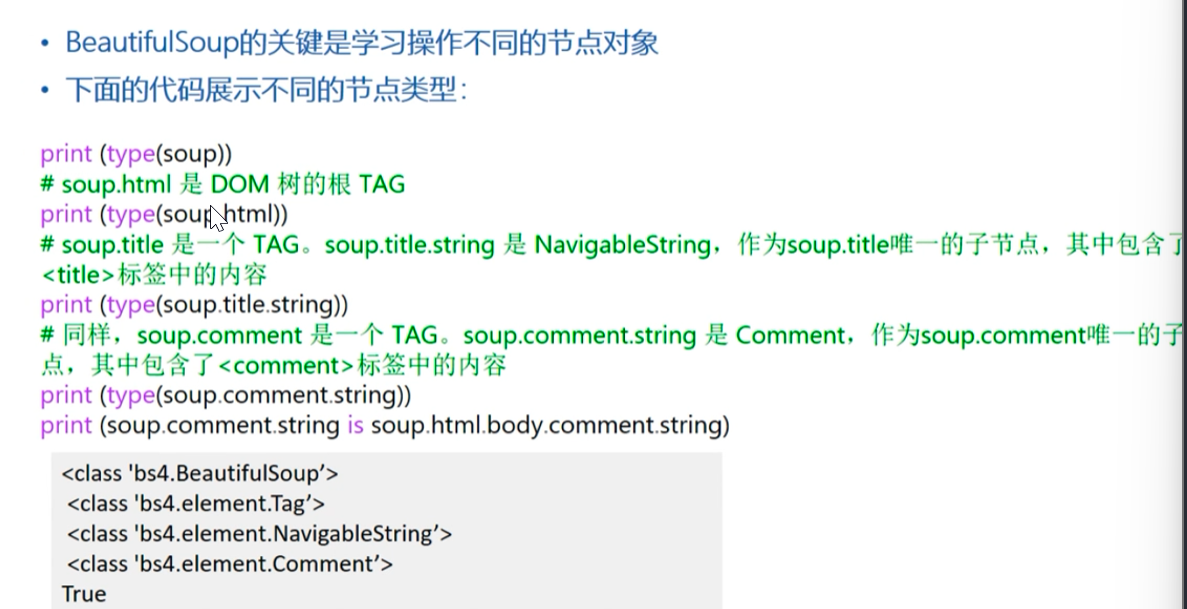 • BeautifulSoup的关键是学习操作不同的节点对象
• 下面的代码展示不同的节点类型：
print (type(soup))
# soup.html 是 DOM 树的根 TAG
print (type(soup.html))
# soup.title 是一个 TAG。soup.title.string 是 NavigableString，作为soup.title唯一的子节点，其中包含了
<title>标签中的内容
print (type(soup.title.string))
# 同样，soup.comment 是一个 TAG。soup.comment.string 是 Comment，作为soup.comment唯一的子
点，其中包含了<comment>标签中的内容
print (type(soup.comment.string))
print (soup.comment.string is soup.html.body.comment.string)
<class 'bs4.BeautifulSoup’>
<class 'bs4.element.Tag’>
<class 'bs4.element.NavigableString’>
<class 'bs4.element.Comment’>
True